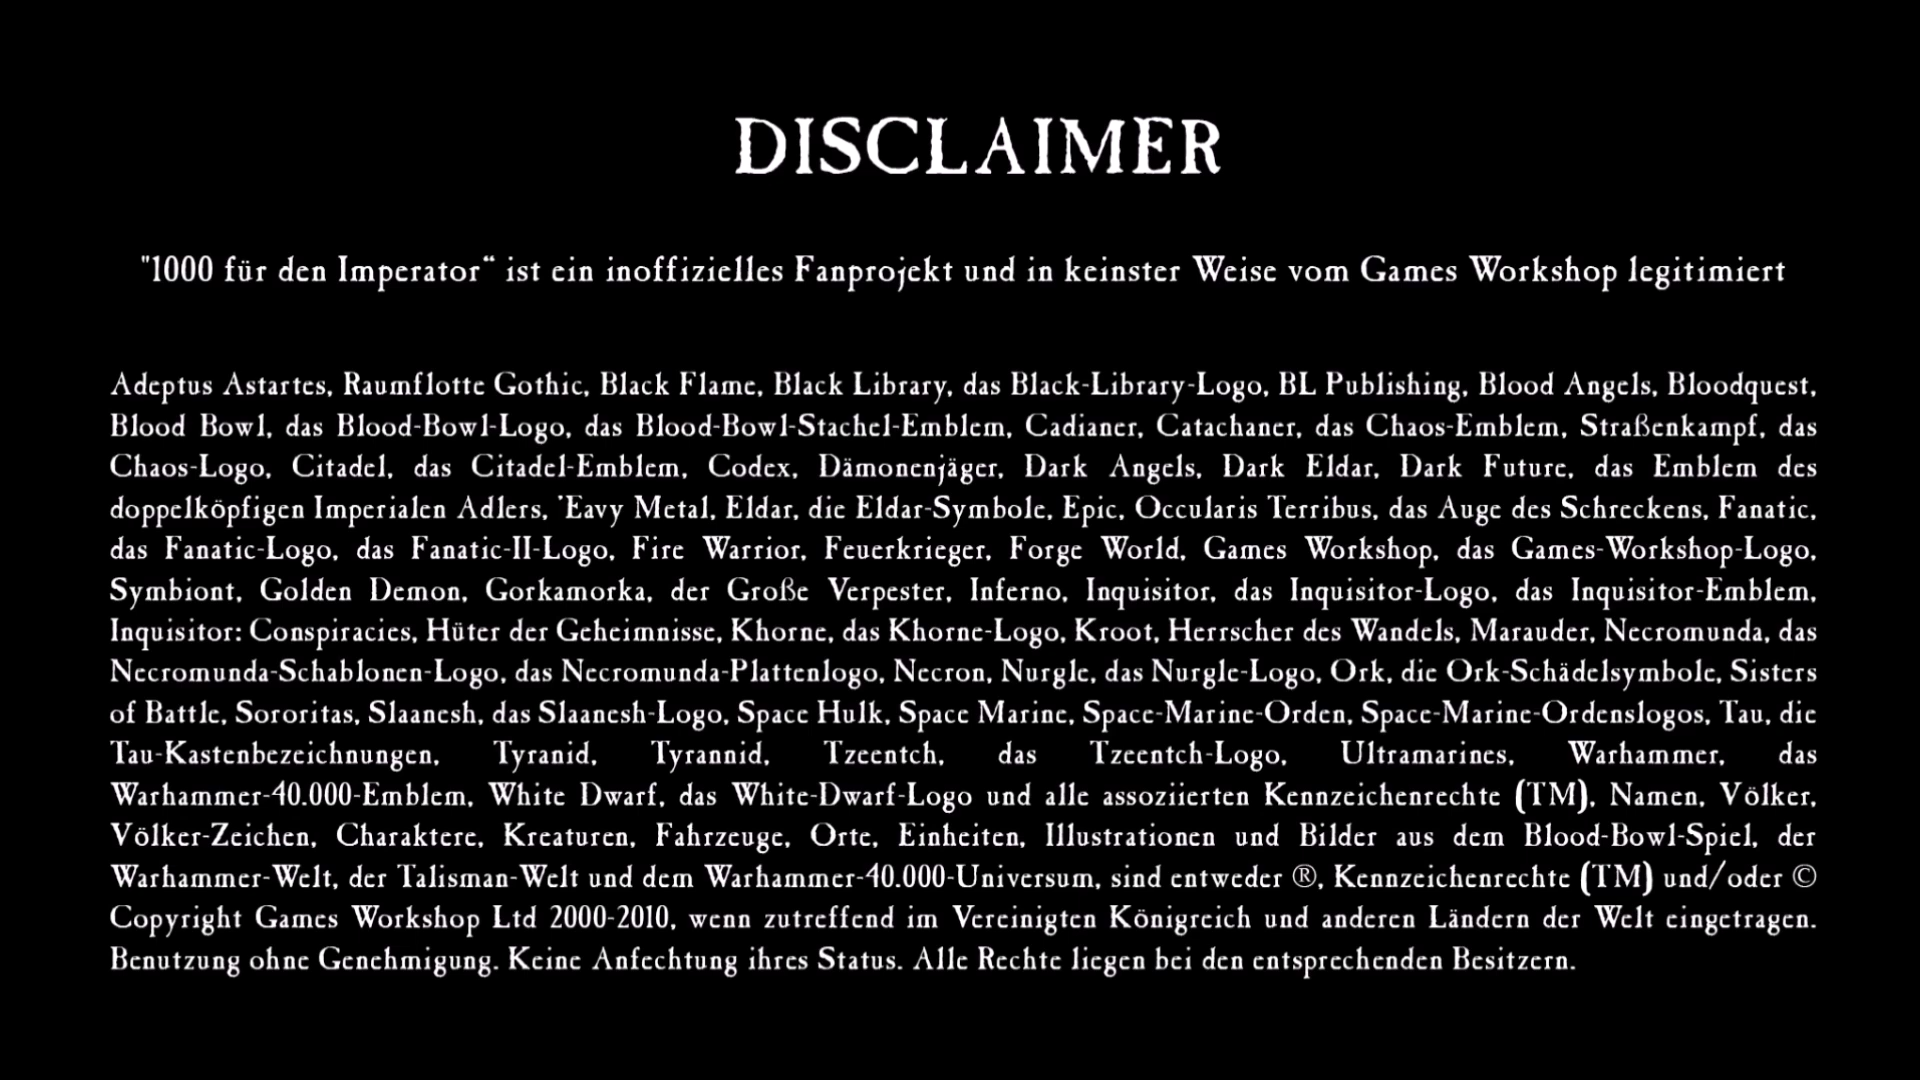 DISCLAIMER
"1000 für den Imperator“ ist ein inoffizielles Fanprojekt und in keinster Weise vom Games Workshop legitimiert
Adeptus Astartes, Raumflotte Gothic, Black Flame, Black Library, das Black-Library-Logo, BL Publishing, Blood Angels, Bloodquest,
Blood Bowl, das Blood-Bowl-Logo, das Blood-Bowl-Stachel-Emblem, Cadianer, Catachaner, das Chaos-Emblem, Straßenkampf, das
Chaos-Logo, Citadel, das Citadel-Emblem, Codex, Dämonenjäger, Dark Angels, Dark Eldar, Dark Future, das Emblem des
doppelköpfigen Imperialen Adlers, 'Eavy Metal, Eldar, die Eldar-Symbole, Epic, Occularis Terribus, das Auge des Schreckens, Fanatic,
das Fanatic-Logo, das Fanatic-II-Logo, Fire Warrior, Feuerkrieger, Forge World, Games Workshop, das Games-Workshop-Logo,
Symbiont, Golden Demon, Gorkamorka, der Große Verpester, Inferno, Inquisitor, das Inquisitor-Logo, das Inquisitor-Emblem,
Inquisitor: Conspiracies, Hüter der Geheimnisse, Khorne, das Khorne-Logo, Kroot, Herrscher des Wandels, Marauder, Necromunda, das
Necromunda-Schablonen-Logo, das Necromunda-Plattenlogo, Necron, Nurgle, das Nurgle-Logo, Ork, die Ork-Schädelsymbole, Sisters
of Battle, Sororitas, Slaanesh, das Slaanesh-Logo, Space Hulk, Space Marine, Space-Marine-Orden, Space-Marine-Ordenslogos, Tau, die
Tau-Kastenbezeichnungen, Tyranid, Tyrannid, Tzeentch, das Tzeentch-Logo, Ultramarines, Warhammer, das
Warhammer-40.000-Emblem, White Dwarf, das White-Dwarf-Logo und alle assoziierten Kennzeichenrechte (TM), Namen, Völker,
Völker-Zeichen, Charaktere, Kreaturen, Fahrzeuge, Orte, Einheiten, Illustrationen und Bilder aus dem Blood-Bowl-Spiel, der
Warhammer-Welt, der Talisman-Welt und dem Warhammer-40.000-Universum, sind entweder ®, Kennzeichenrechte (TM) und/oder ©
Copyright Games Workshop Ltd 2000-2010, wenn zutreffend im Vereinigten Königreich und anderen Ländern der Welt eingetragen.
Benutzung ohne Genehmigung. Keine Anfechtung ihres Status. Alle Rechte liegen bei den entsprechenden Besitzern.